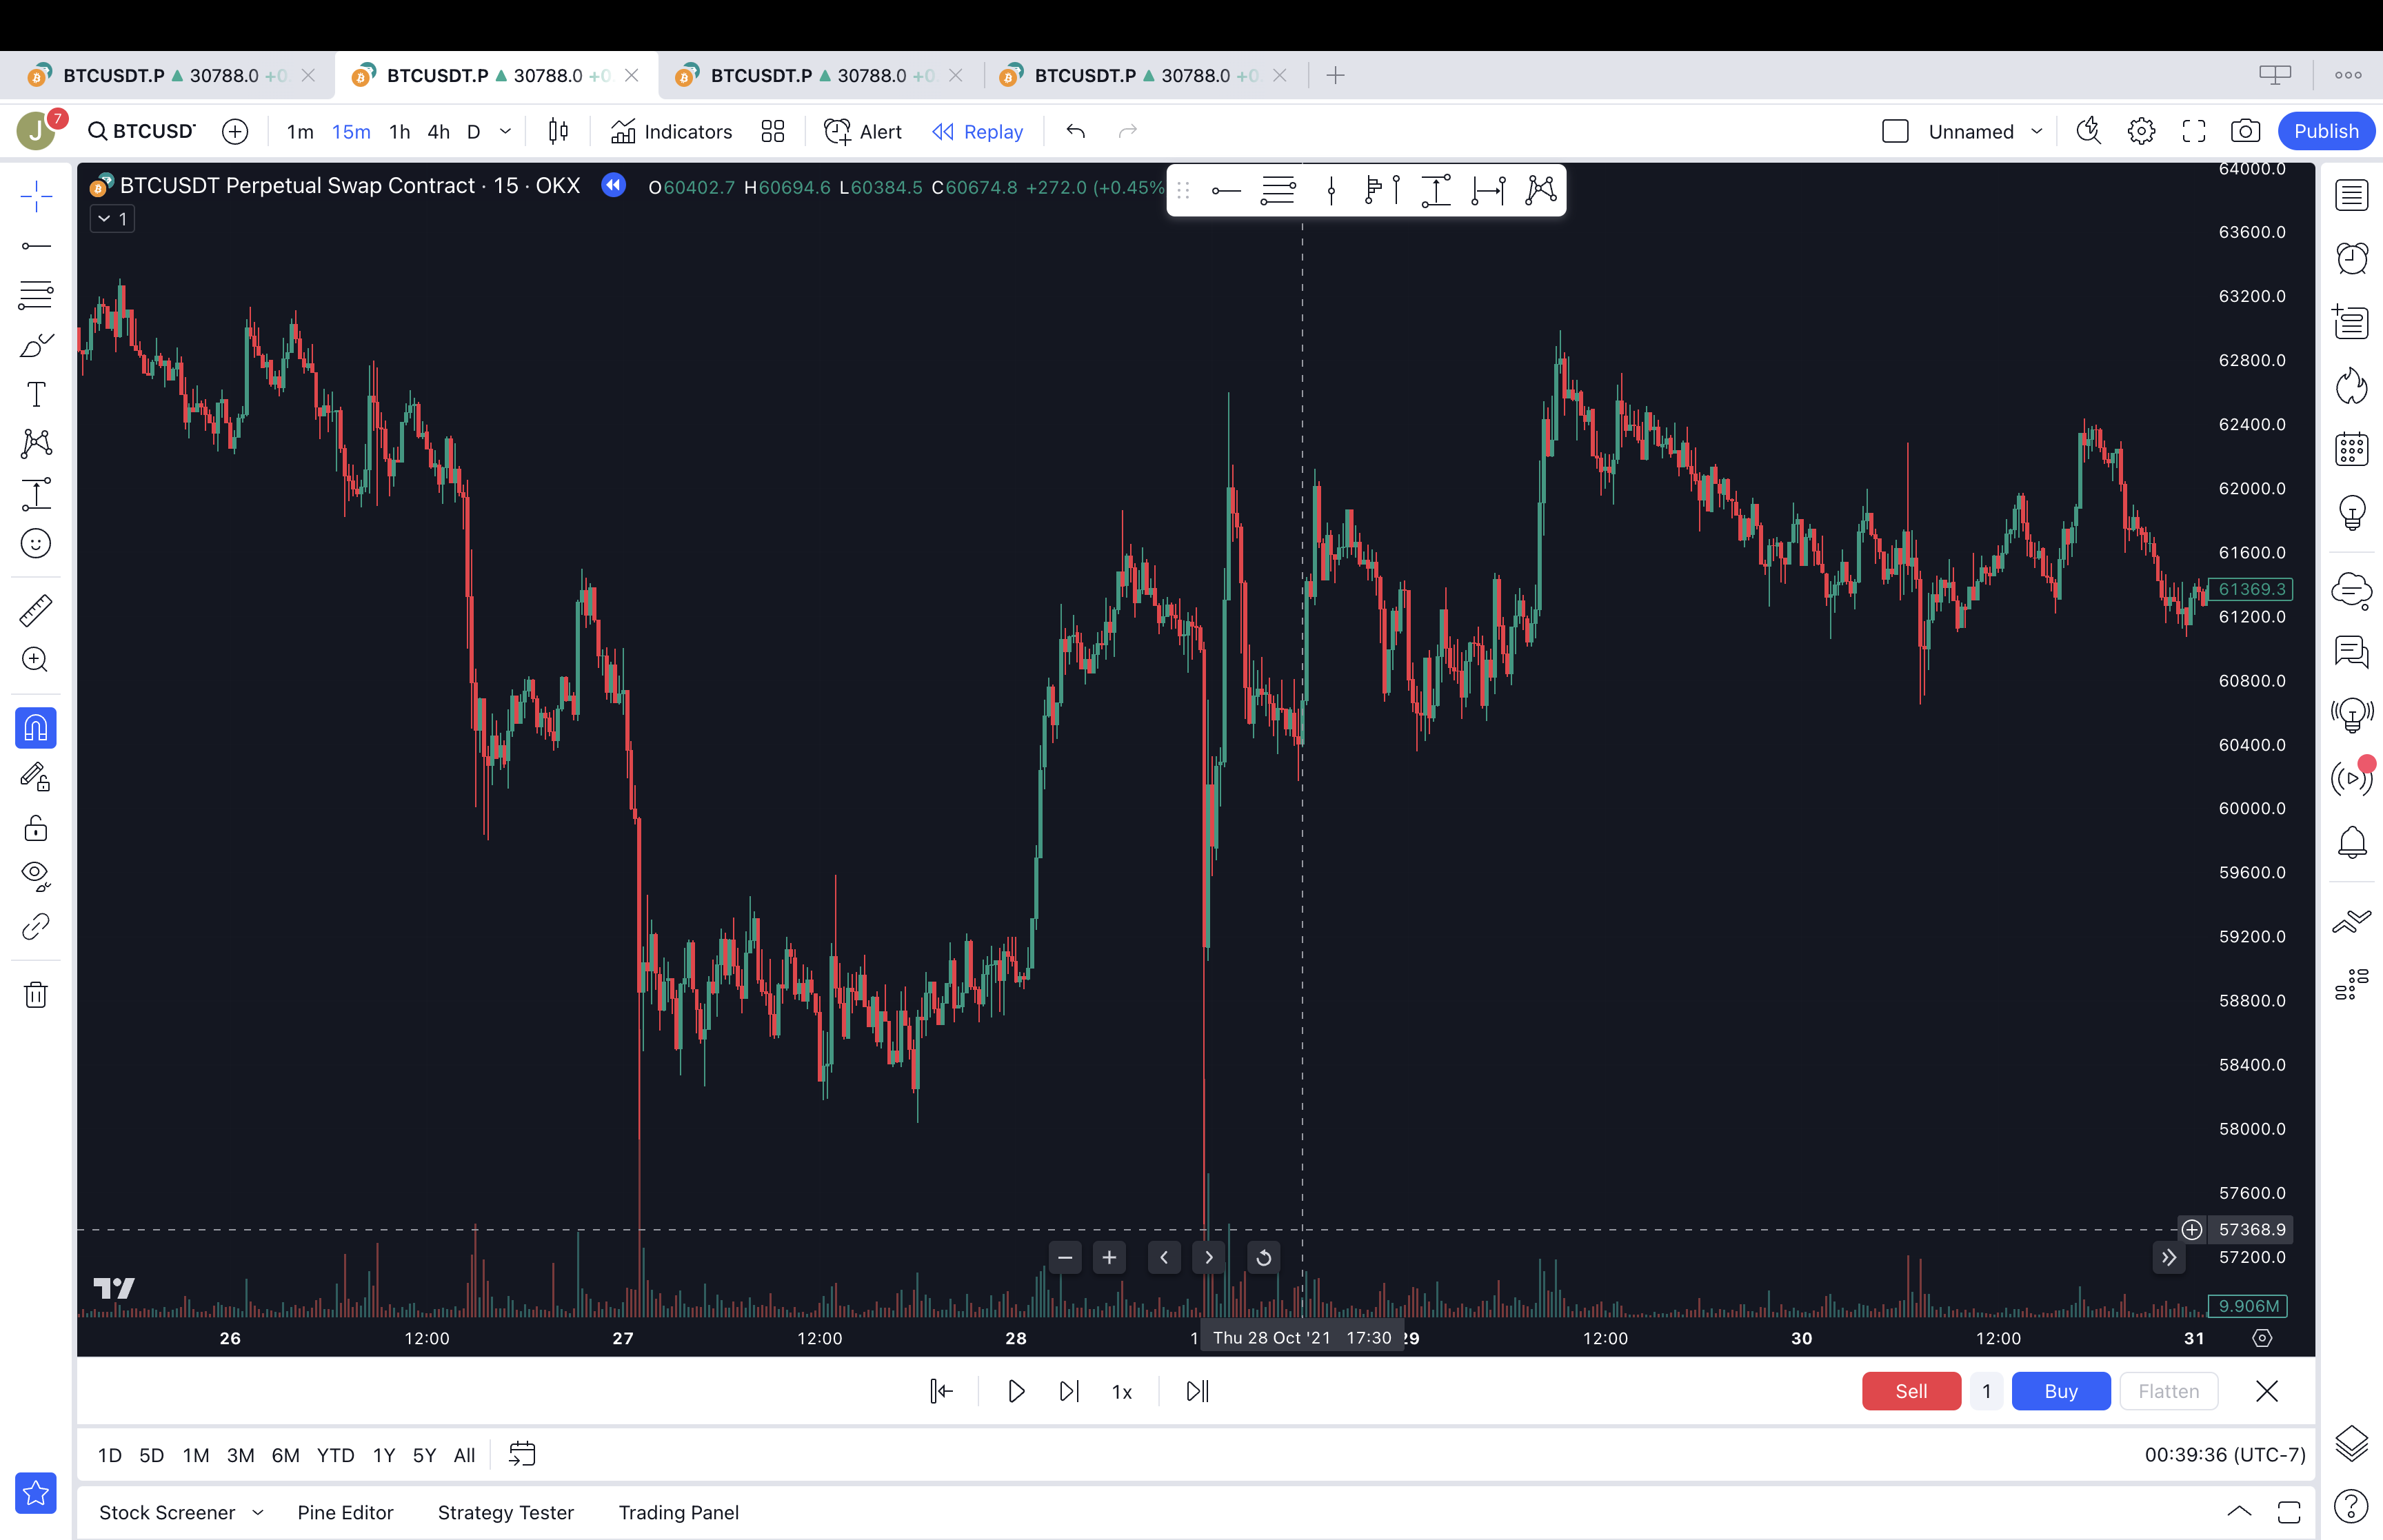 BTCUSDT.P 30788.0 +0 BTCUSDT.P 30788.0 +0 BTCUSDT.P 30788.0 +0 BTCUSDT.P 30788.0 +0
J 7 BTCUSD 1m 15m 1h 4h D Indicators Alert Replay Unnamed Publish
BTCUSDT Perpetual Swap Contract · 15 · OKX O60402.7 H60694.6 L60384.5 C60674.8 +272.0 (+0.45%
1
64000.0
63600.0
63200.0
62800.0
62400.0
62000.0
61600.0
61369.3
61200.0
60800.0
60400.0
60000.0
59600.0
59200.0
58800.0
58400.0
58000.0
57600.0
57368.9
57200.0
9.906M
26 12:00 27 12:00 28 1 Thu 28 Oct '21 17:30 29 12:00 30 12:00 31
1x Sell 1 Buy Flatten
1D 5D 1M 3M 6M YTD 1Y 5Y All 00:39:36 (UTC-7)
Stock Screener Pine Editor Strategy Tester Trading Panel